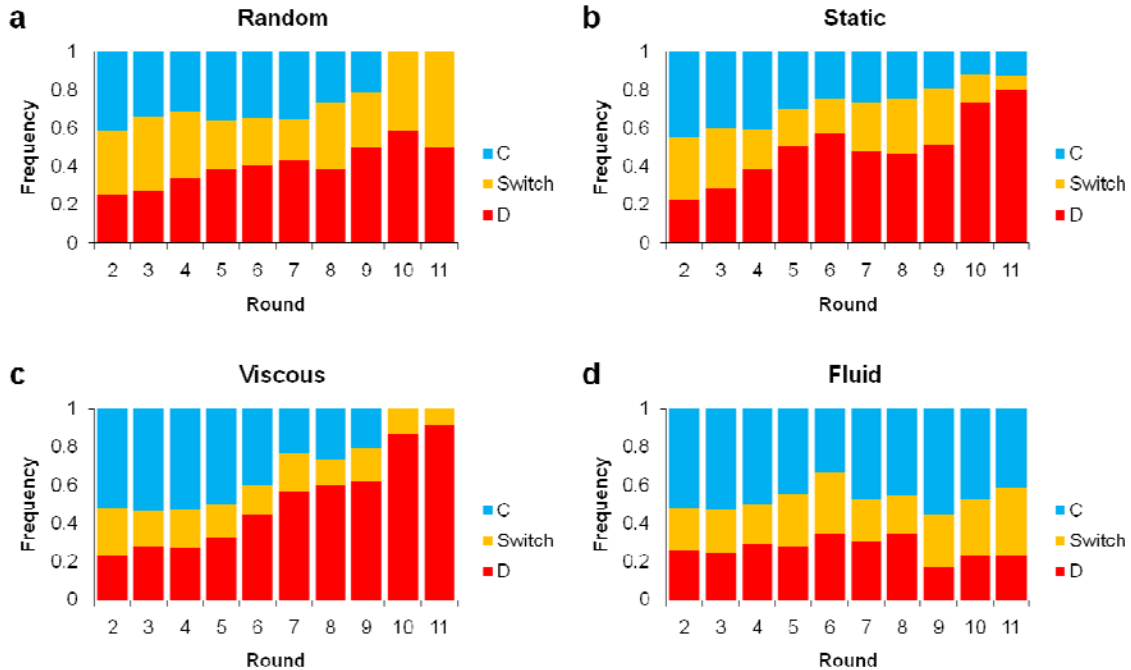 a Random
1
0.8
0.6
0.4
0.2
0
Frequency
2 3 4 5 6 7 8 9 10 11
Round
C
Switch
D
b Static
1
0.8
0.6
0.4
0.2
0
Frequency
2 3 4 5 6 7 8 9 10 11
Round
C
Switch
D
c Viscous
1
0.8
0.6
0.4
0.2
0
Frequency
2 3 4 5 6 7 8 9 10 11
Round
C
Switch
D
d Fluid
1
0.8
0.6
0.4
0.2
0
Frequency
2 3 4 5 6 7 8 9 10 11
Round
C
Switch
D